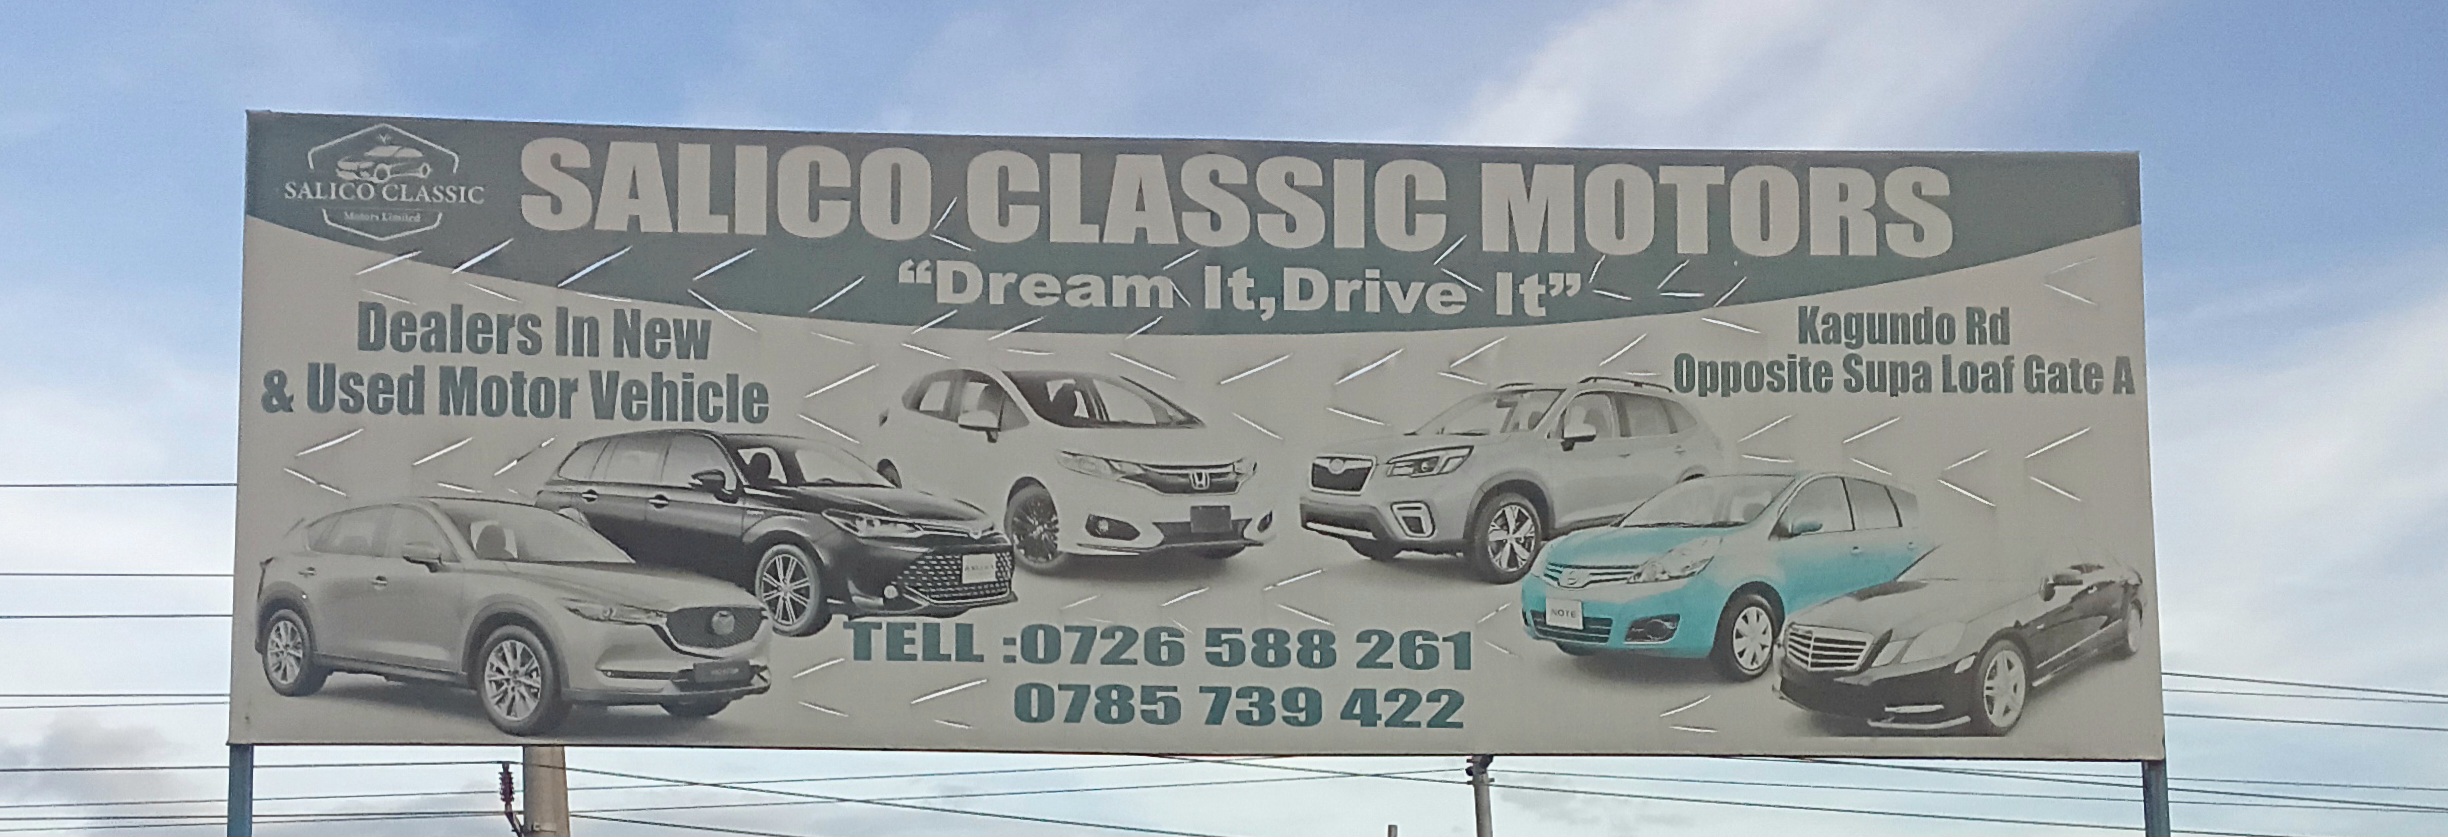 SALICO CLASSIC
Motors Limited
SALICO CLASSIC MOTORS
“Dream It,Drive It”
Dealers In New
& Used Motor Vehicle
Kagundo Rd
Opposite Supa Loaf Gate A
NOTE
TELL :0726 588 261
0785 739 422